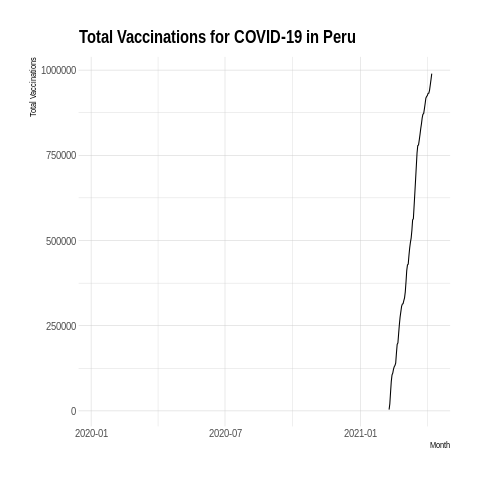 Total Vaccinations for COVID-19 in Peru
Total Vaccinations
1000000
750000
500000
250000
0
2020-01 2020-07 2021-01
Month